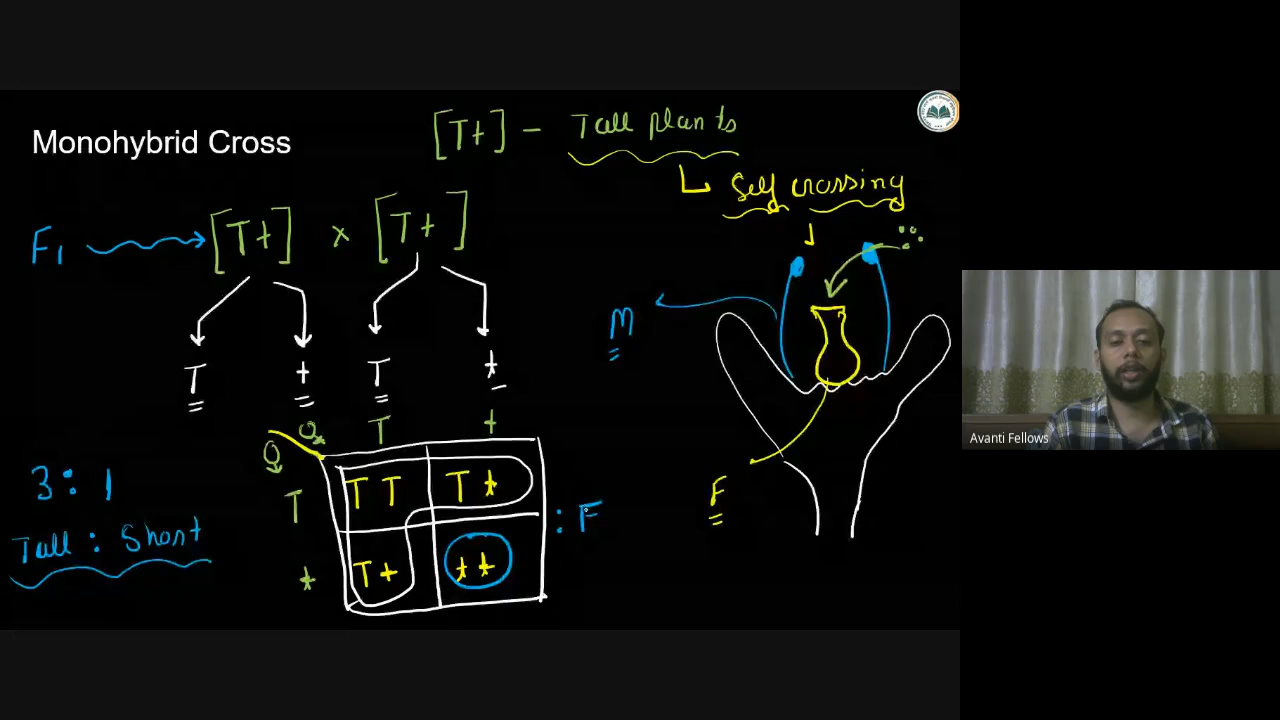 Monohybrid Cross
[Tt] - Tall plants
Self crossing
F1 [Tt] x [Tt]
M
T t T t
T t
T
t
TT Tt
Tt tt
: F
3 : 1
Tall : Short
F
Avanti Fellows